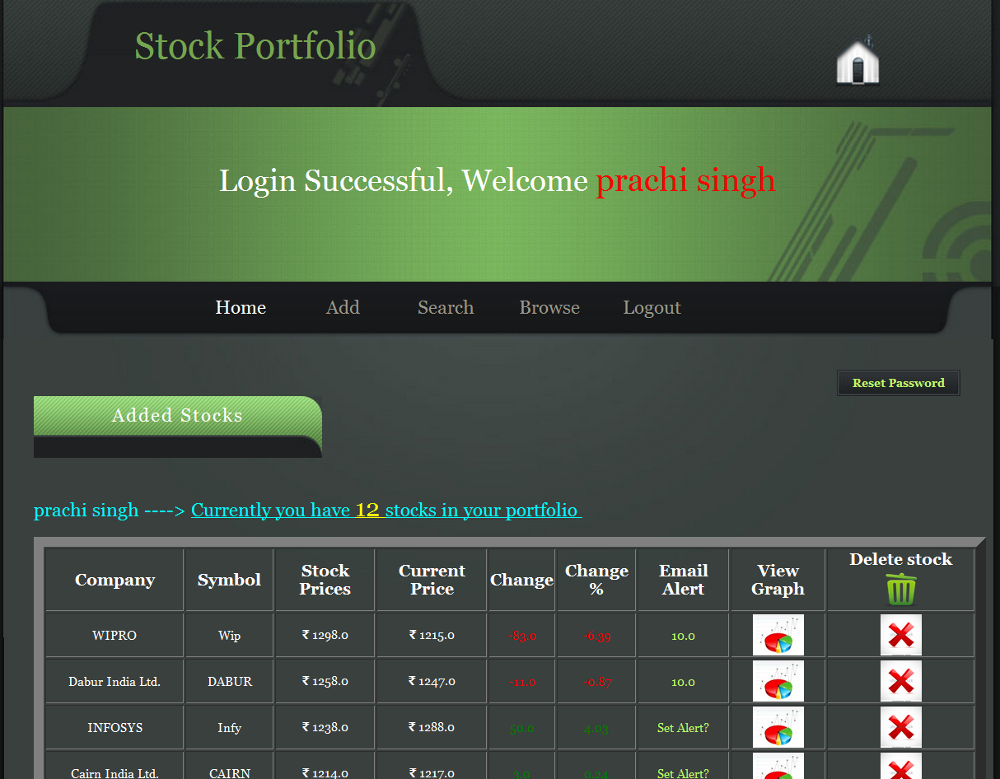 Stock Portfolio
Login Successful, Welcome prachi singh
Home Add Search Browse Logout
Reset Password
Added Stocks
prachi singh ----> Currently you have 12 stocks in your portfolio
Company Symbol Stock Prices Current Price Change Change % Email Alert View Graph Delete stock
WIPRO Wip ₹ 1298.0 ₹ 1215.0 -83.0 -6.39 10.0
Dabur India Ltd. DABUR ₹ 1258.0 ₹ 1247.0 -11.0 -0.87 10.0
INFOSYS Infy ₹ 1238.0 ₹ 1288.0 50.0 4.03 Set Alert?
Cairn India Ltd. CAIRN ₹ 1214.0 ₹ 1217.0 3.0 0.24 Set Alert?